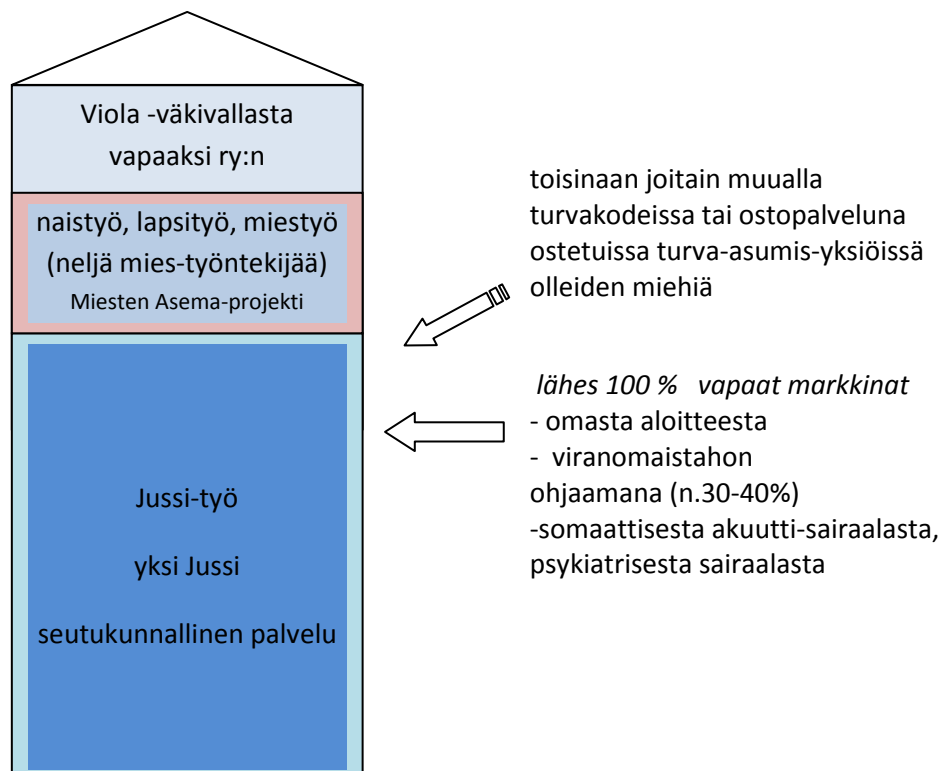 Viola -väkivallasta
vapaaksi ry:n
naistyö, lapsityö, miestyö
(neljä mies-työntekijää)
Miesten Asema-projekti
Jussi-työ
yksi Jussi
seutukunnallinen palvelu
toisinaan joitain muualla
turvakodeissa tai ostopalveluna
ostetuissa turva-asumis-yksiöissä
olleiden miehiä
lähes 100 % vapaat markkinat
- omasta aloitteesta
- viranomaistahon
ohjaamana (n.30-40%)
-somaattisesta akuutti-sairaalasta,
psykiatrisesta sairaalasta